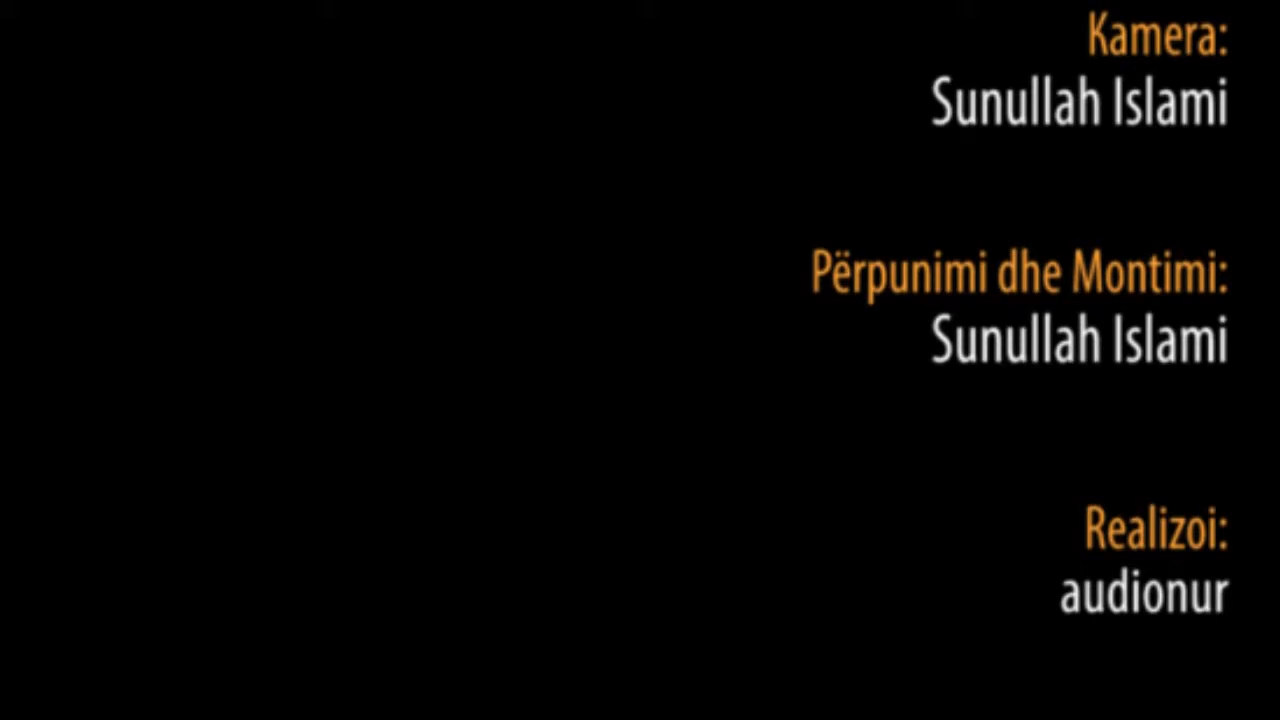 Kamera:
Sunullah Islami
Përpunimi dhe Montimi:
Sunullah Islami
Realizoi:
audionur